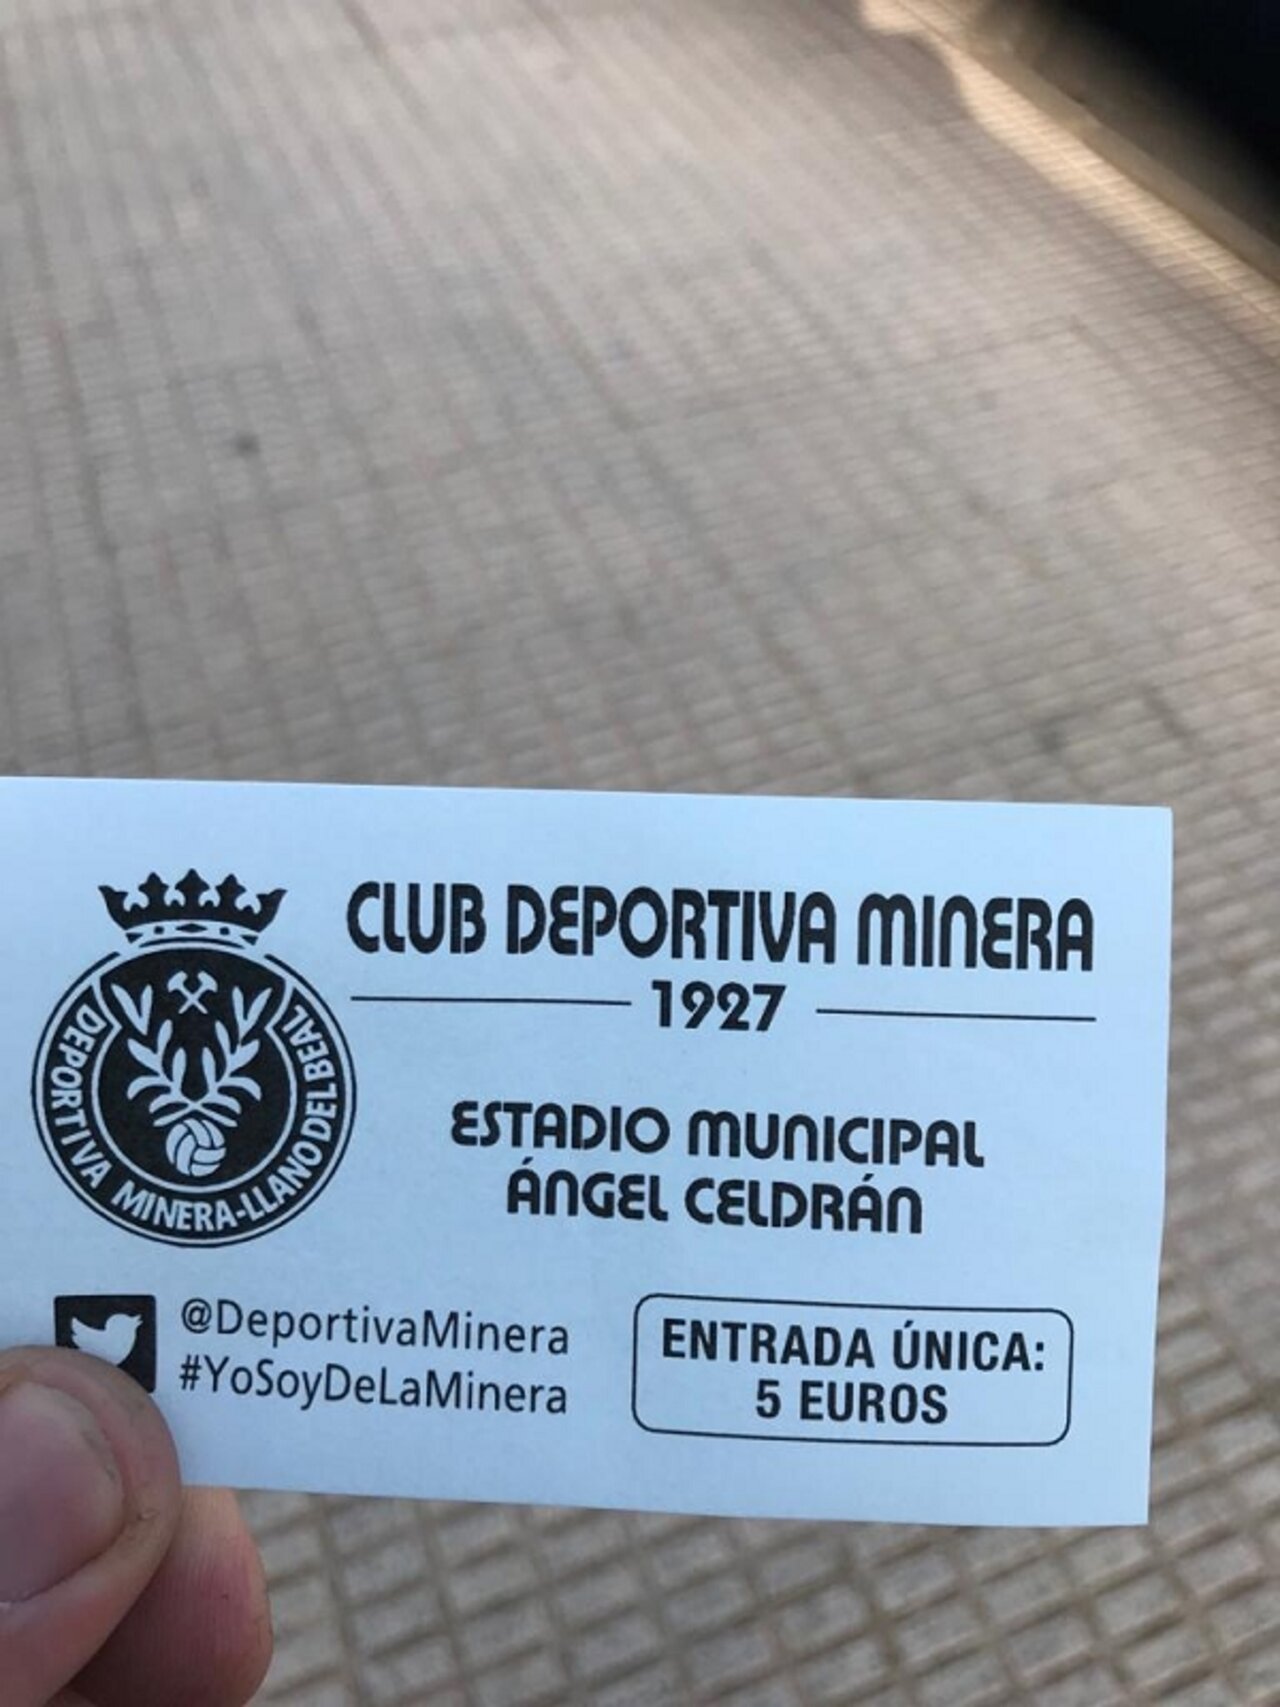 CLUB DEPORTIVA MINERA
1927
DEPORTIVA MINERA-LLANO DEL BEAL
ESTADIO MUNICIPAL
ÁNGEL CELDRÁN
@DeportivaMinera
#YoSoyDeLaMinera
ENTRADA ÚNICA:
5 EUROS